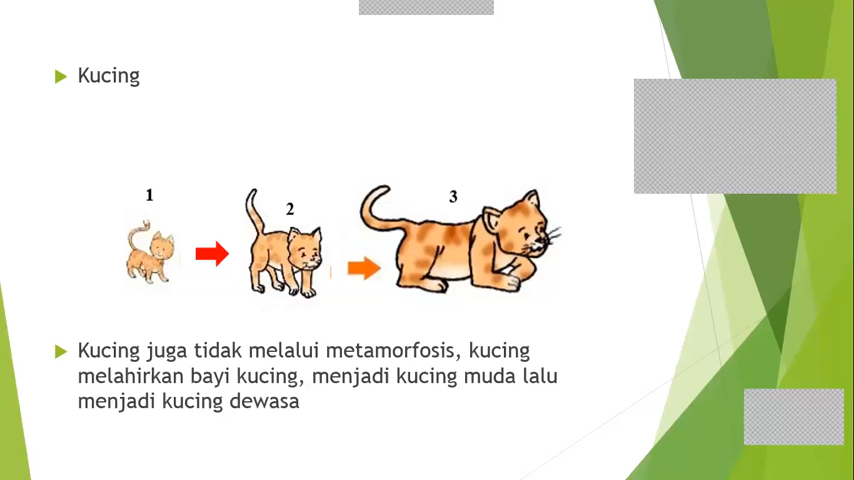 Kucing
1
2
3
Kucing juga tidak melalui metamorfosis, kucing
melahirkan bayi kucing, menjadi kucing muda lalu
menjadi kucing dewasa